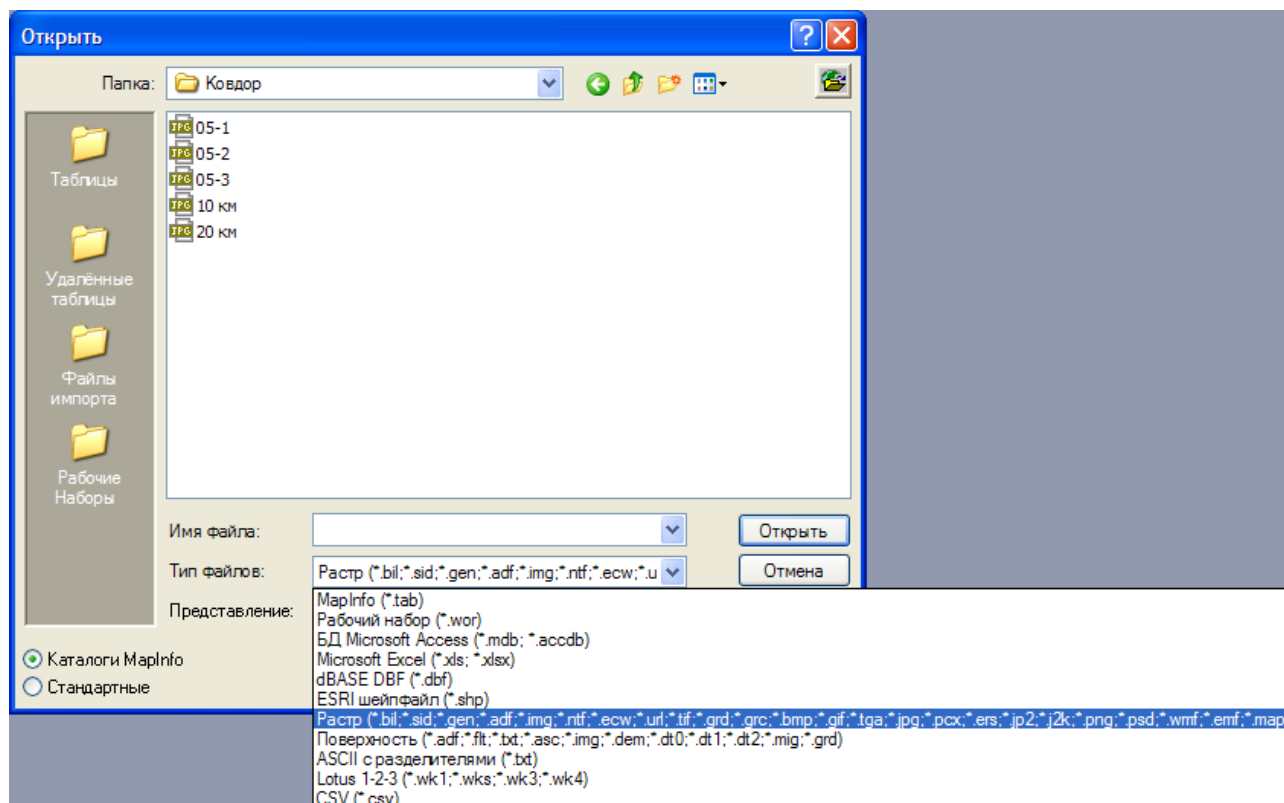 Открыть
Папка: Ковдор
JPG 05-1
JPG 05-2
JPG 05-3
JPG 10 км
JPG 20 км
Таблицы
Удалённые
таблицы
Файлы
импорта
Рабочие
Наборы
Имя файла: Открыть
Тип файлов: Растр (*.bil;*.sid;*.gen;*.adf;*.img;*.ntf;*.ecw;*.u Отмена
Представление:
MapInfo (*.tab)
Рабочий набор (*.wor)
БД Microsoft Access (*.mdb; *.accdb)
Microsoft Excel (*.xls; *.xlsx)
dBASE DBF (*.dbf)
ESRI шейпфайл (*.shp)
Растр (*.bil;*.sid;*.gen;*.adf;*.img;*.ntf;*.ecw;*.url;*.tif;*.grd;*.grc;*.bmp;*.gif;*.tga;*.jpg;*.pcx;*.ers;*.jp2;*.j2k;*.png;*.psd;*.wmf;*.emf;*.map
Поверхность (*.adf;*.flt;*.txt;*.asc;*.img;*.dem;*.dt0;*.dt1;*.dt2;*.mig;*.grd)
ASCII с разделителями (*.txt)
Lotus 1-2-3 (*.wk1;*.wks;*.wk3;*.wk4)
CSV (*.csv)
Каталоги MapInfo
Стандартные